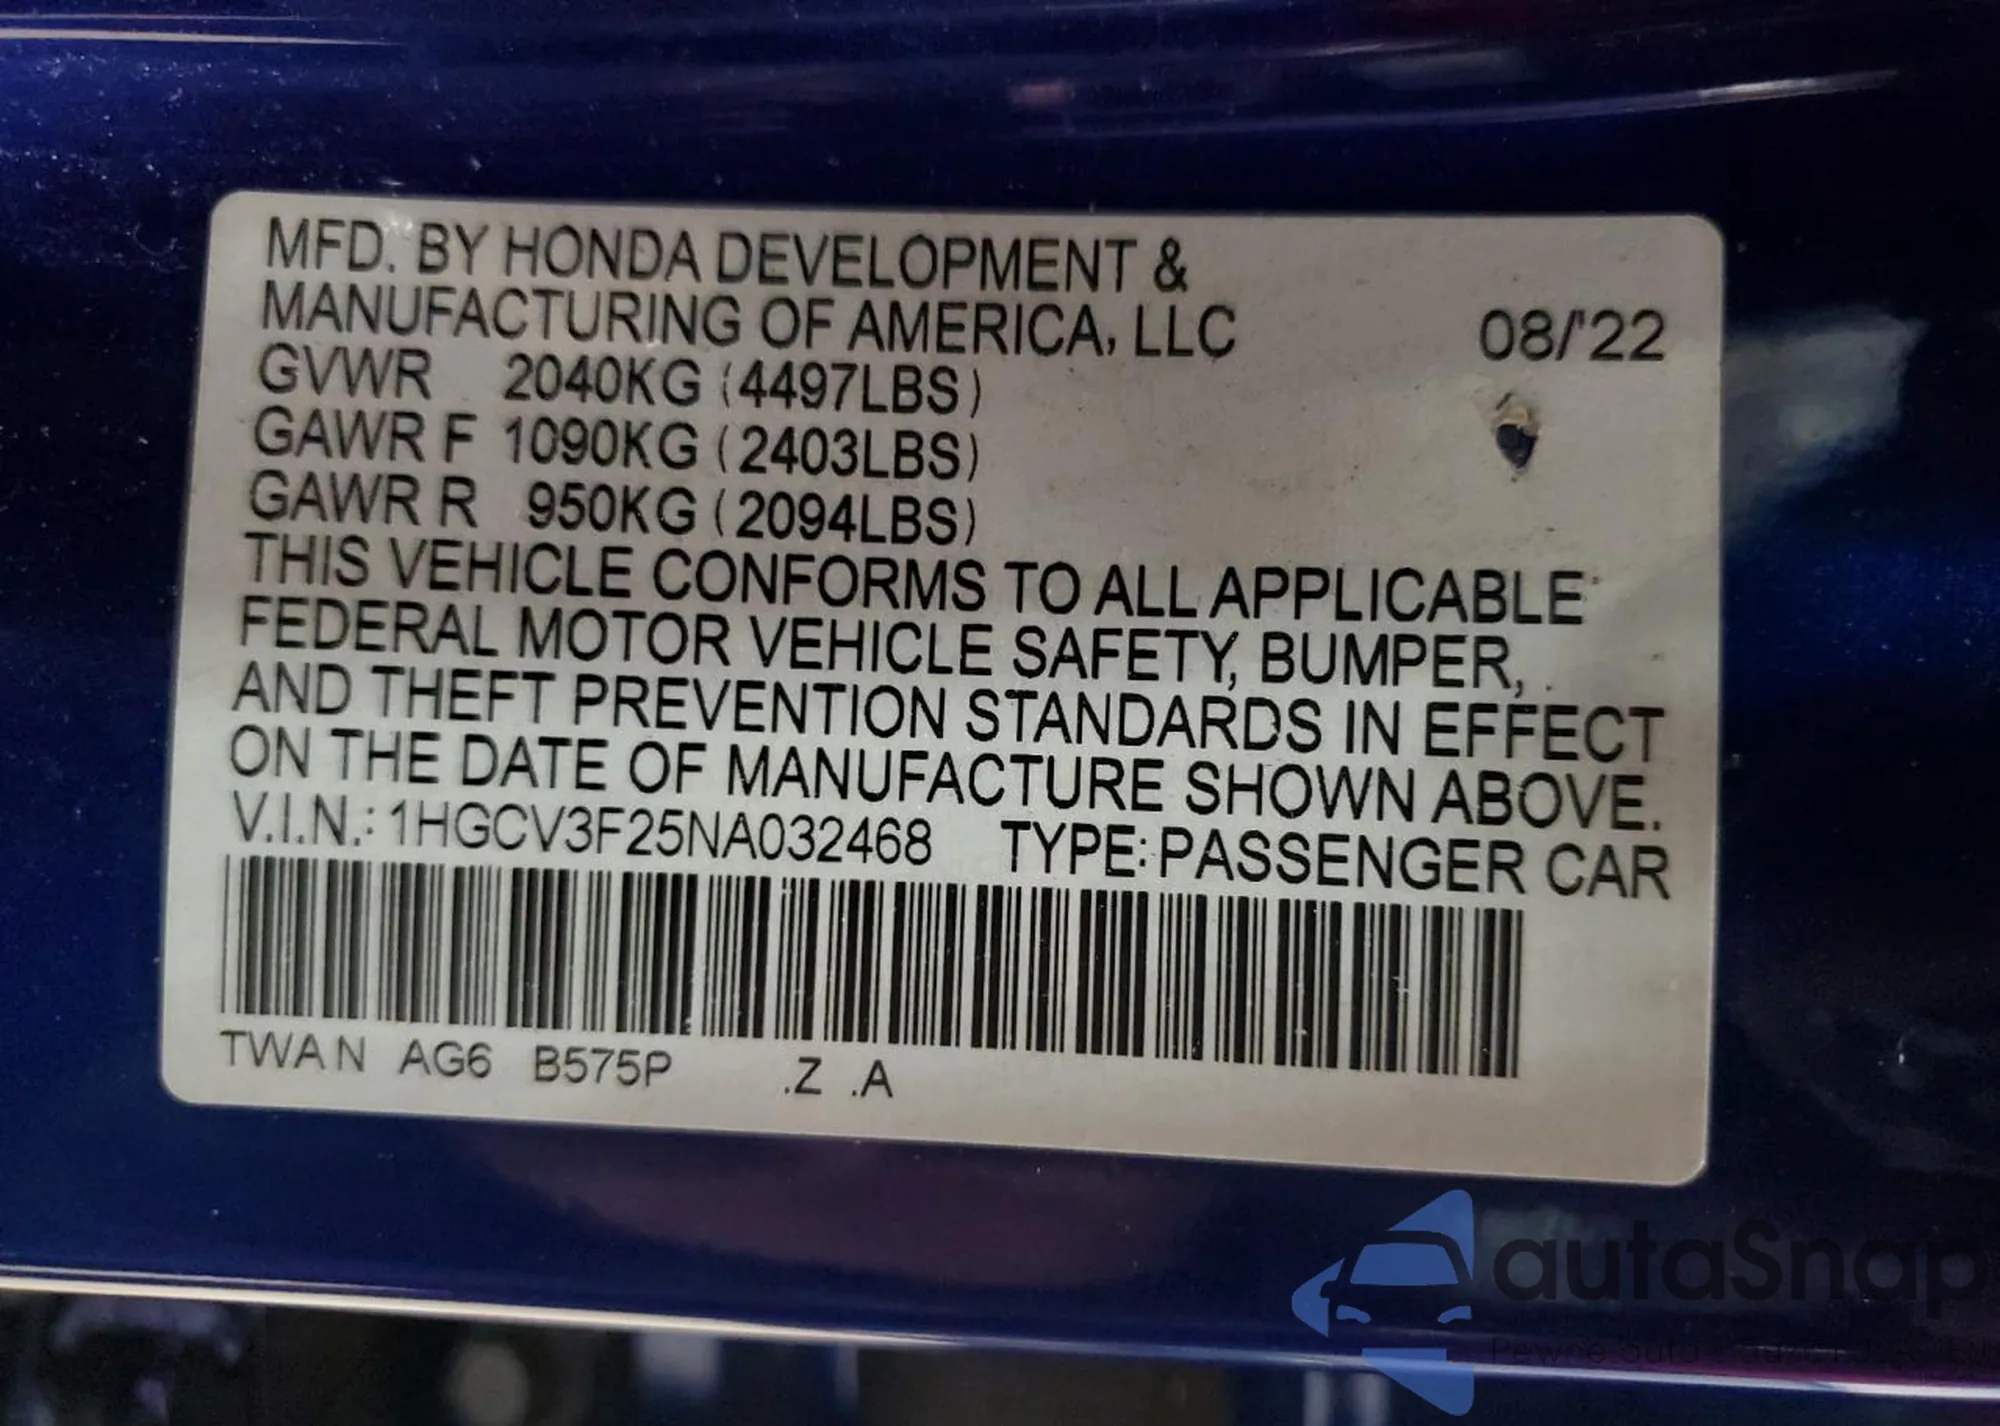 MFD. BY HONDA DEVELOPMENT &
MANUFACTURING OF AMERICA, LLC 08/'22
GVWR 2040KG (4497LBS)
GAWR F 1090KG (2403LBS)
GAWR R 950KG (2094LBS)
THIS VEHICLE CONFORMS TO ALL APPLICABLE
FEDERAL MOTOR VEHICLE SAFETY, BUMPER,
AND THEFT PREVENTION STANDARDS IN EFFECT
ON THE DATE OF MANUFACTURE SHOWN ABOVE.
V.I.N.: 1HGCV3F25NA032468 TYPE: PASSENGER CAR
TWAN AG6 B575P .Z .A
autaSnap
Pewne auta